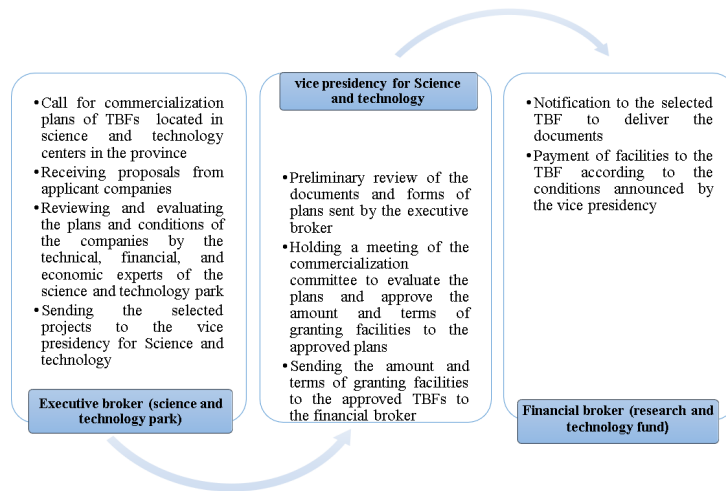 •Call for commercialization
plans of TBFs located in
science and technology
centers in the province
•Receiving proposals from
applicant companies
•Reviewing and evaluating
the plans and conditions of
the companies by the
technical, financial, and
economic experts of the
science and technology park
•Sending the selected
projects to the vice
presidency for Science and
technology
Executive broker (science and
technology park)
vice presidency for Science
and technology
•Preliminary review of the
documents and forms of
plans sent by the executive
broker
•Holding a meeting of the
commercialization
committee to evaluate the
plans and approve the
amount and terms of
granting facilities to the
approved plans
•Sending the amount and
terms of granting facilities
to the approved TBFs to
the financial broker
•Notification to the selected
TBF to deliver the
documents
•Payment of facilities to the
TBF according to the
conditions announced by
the vice presidency
Financial broker (research and
technology fund)